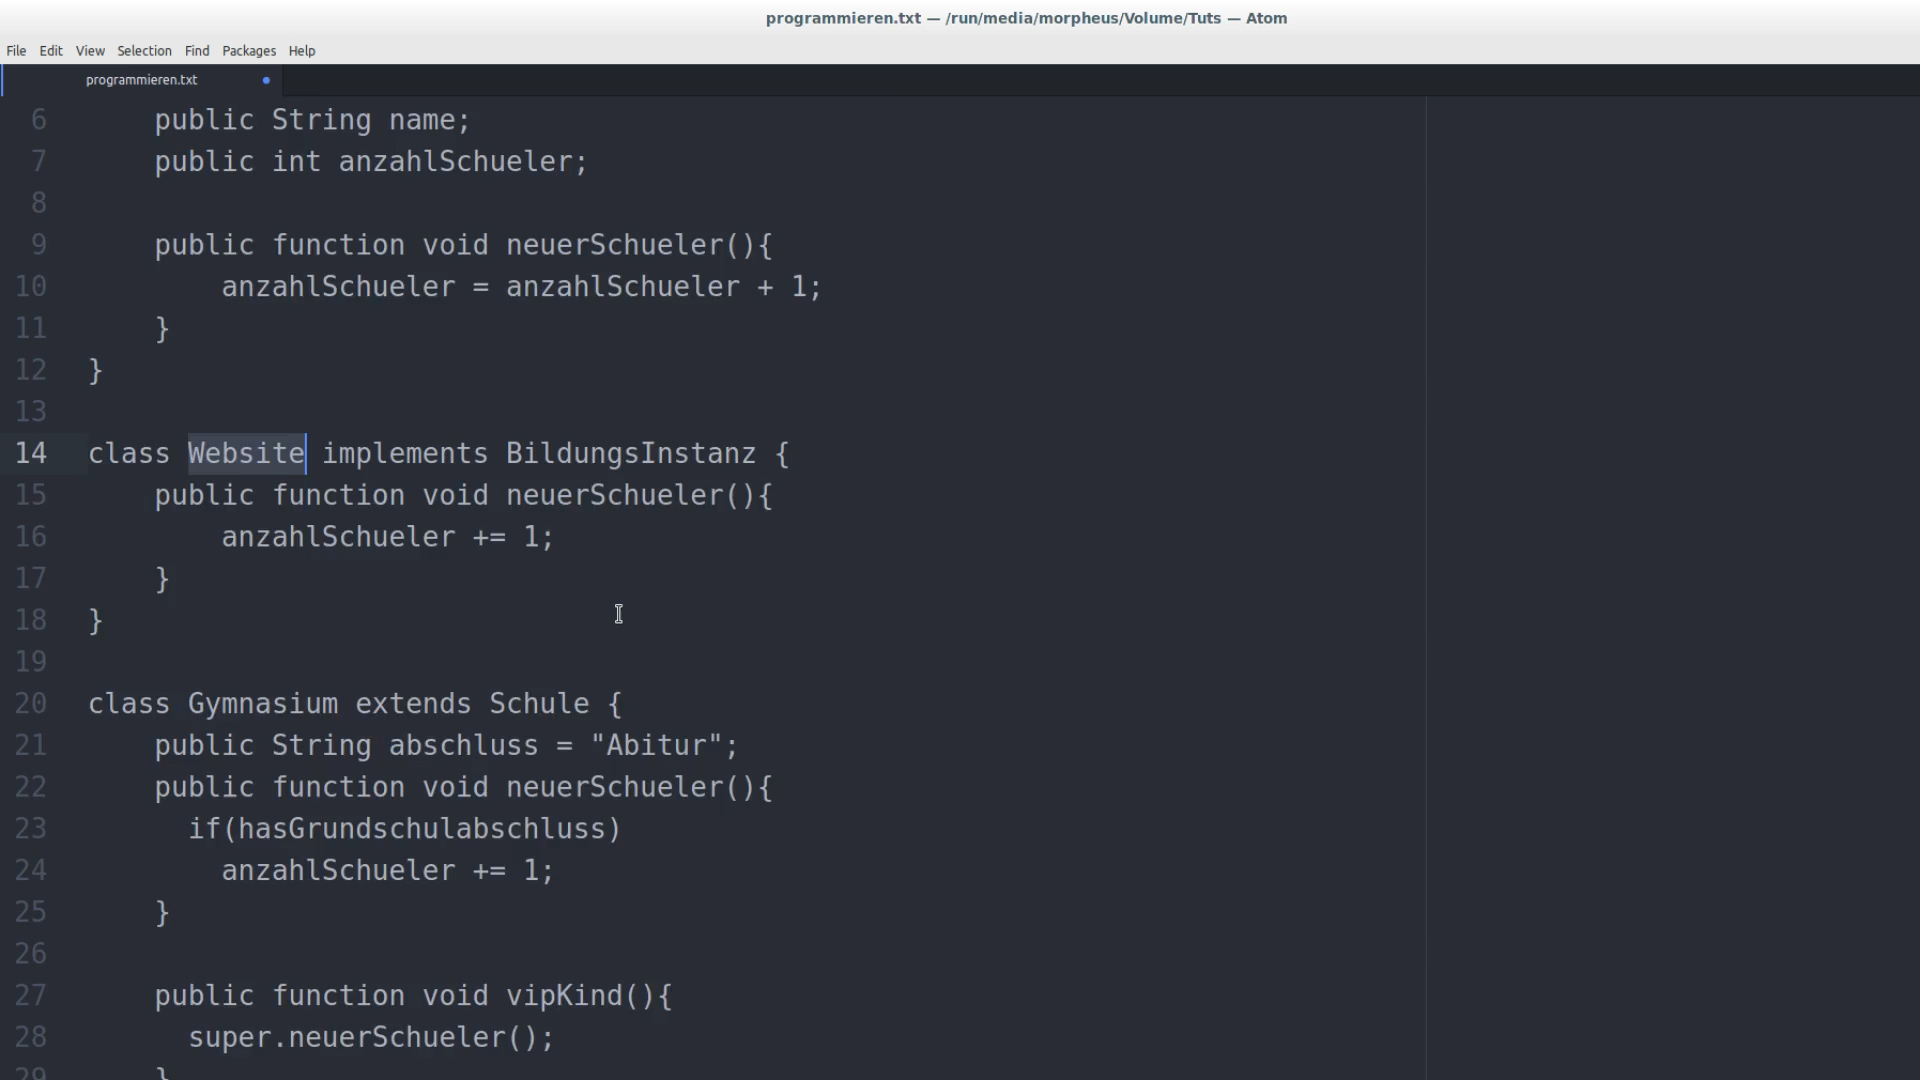 programmieren.txt — /run/media/morpheus/Volume/Tuts — Atom
File Edit View Selection Find Packages Help
programmieren.txt
6 public String name;
7 public int anzahlSchueler;
8
9 public function void neuerSchueler(){
10 anzahlSchueler = anzahlSchueler + 1;
11 }
12 }
13
14 class Website implements BildungsInstanz {
15 public function void neuerSchueler(){
16 anzahlSchueler += 1;
17 }
18 }
19
20 class Gymnasium extends Schule {
21 public String abschluss = "Abitur";
22 public function void neuerSchueler(){
23 if(hasGrundschulabschluss)
24 anzahlSchueler += 1;
25 }
26
27 public function void vipKind(){
28 super.neuerSchueler();
29 }